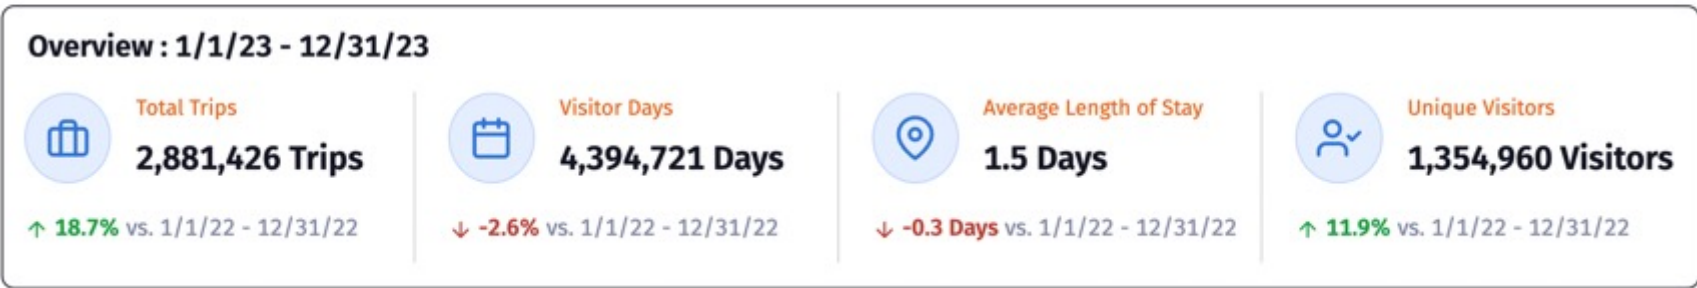 Overview : 1/1/23 - 12/31/23
Total Trips
2,881,426 Trips
↑ 18.7% vs. 1/1/22 - 12/31/22
Visitor Days
4,394,721 Days
↓ -2.6% vs. 1/1/22 - 12/31/22
Average Length of Stay
1.5 Days
↓ -0.3 Days vs. 1/1/22 - 12/31/22
Unique Visitors
1,354,960 Visitors
↑ 11.9% vs. 1/1/22 - 12/31/22